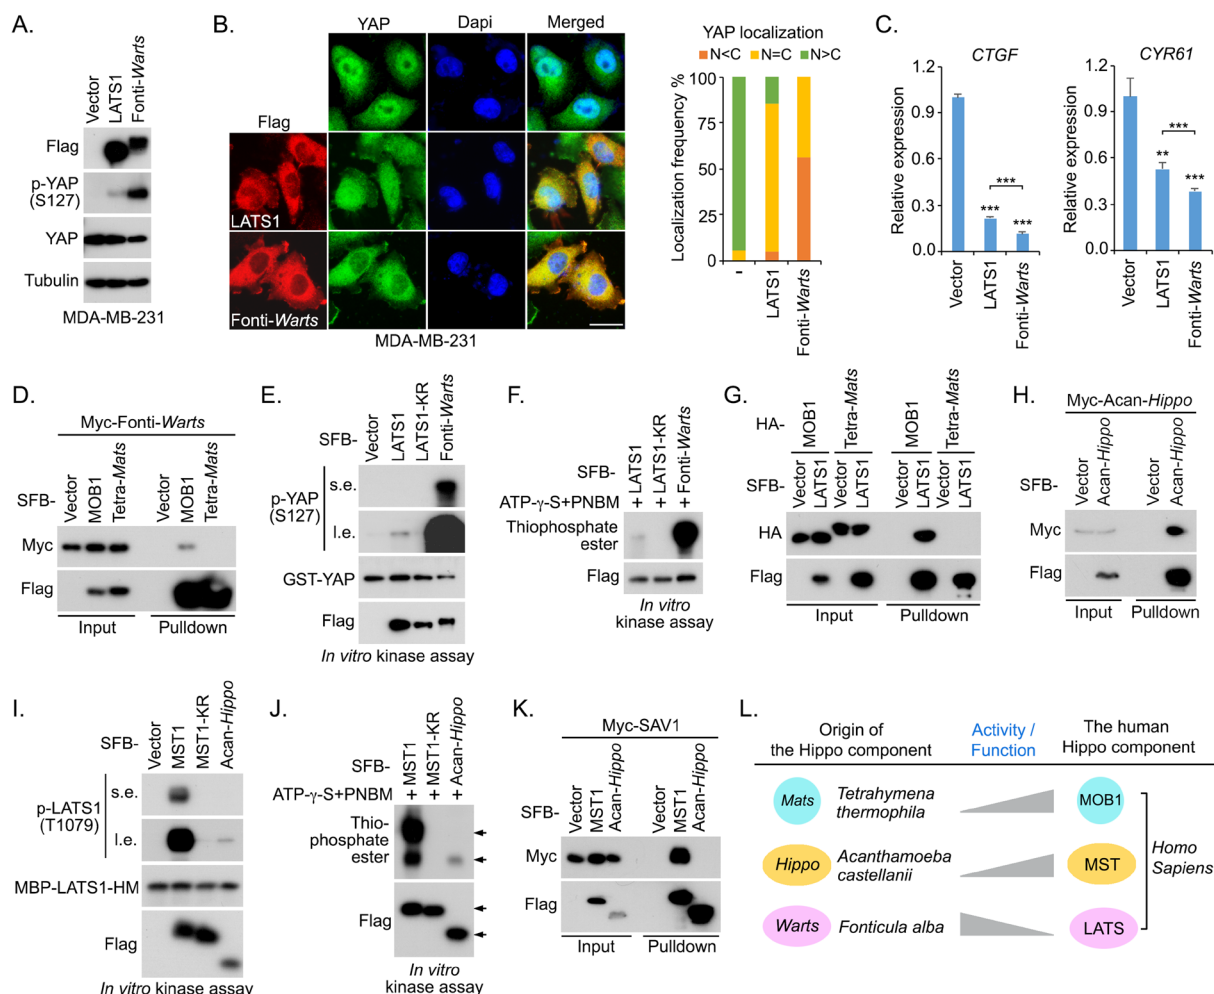 A.
Vector
LATS1
Fonti-Warts
Flag
p-YAP
(S127)
YAP
Tubulin
MDA-MB-231
B.
YAP
Dapi
Merged
Flag
LATS1
Fonti-Warts
MDA-MB-231
YAP localization
N<C
N=C
N>C
Localization frequency %
100
75
50
25
0
-
LATS1
Fonti-Warts
C.
CTGF
Relative expression
1.2
0.9
0.6
0.3
0.0
***
***
***
Vector
LATS1
Fonti-Warts
CYR61
Relative expression
1.2
0.9
0.6
0.3
0.0
**
***
***
Vector
LATS1
Fonti-Warts
D.
Myc-Fonti-Warts
SFB-
Vector
MOB1
Tetra-Mats
Vector
MOB1
Tetra-Mats
Myc
Flag
Input
Pulldown
E.
SFB-
Vector
LATS1
LATS1-KR
Fonti-Warts
p-YAP
(S127)
s.e.
l.e.
GST-YAP
Flag
In vitro kinase assay
F.
SFB-
LATS1
LATS1-KR
Fonti-Warts
ATP-γ-S+PNBM + + +
Thiophosphate
ester
Flag
In vitro
kinase assay
G.
HA-
MOB1
Tetra-Mats
MOB1
Tetra-Mats
SFB-
Vector
LATS1
Vector
LATS1
Vector
LATS1
Vector
LATS1
HA
Flag
Input
Pulldown
H.
Myc-Acan-Hippo
SFB-
Vector
Acan-Hippo
Vector
Acan-Hippo
Myc
Flag
Input
Pulldown
I.
SFB-
Vector
MST1
MST1-KR
Acan-Hippo
p-LATS1
(T1079)
s.e.
l.e.
MBP-LATS1-HM
Flag
In vitro kinase assay
J.
SFB-
MST1
MST1-KR
Acan-Hippo
ATP-γ-S+PNBM + + +
Thio-
phosphate
ester
Flag
In vitro
kinase assay
K.
Myc-SAV1
SFB-
Vector
MST1
Acan-Hippo
Vector
MST1
Acan-Hippo
Myc
Flag
Input
Pulldown
L.
Origin of
the Hippo component
Activity /
Function
The human
Hippo component
Mats
Tetrahymena
thermophila
MOB1
Hippo
Acanthamoeba
castellanii
MST
Warts
Fonticula alba
LATS
Homo
Sapiens